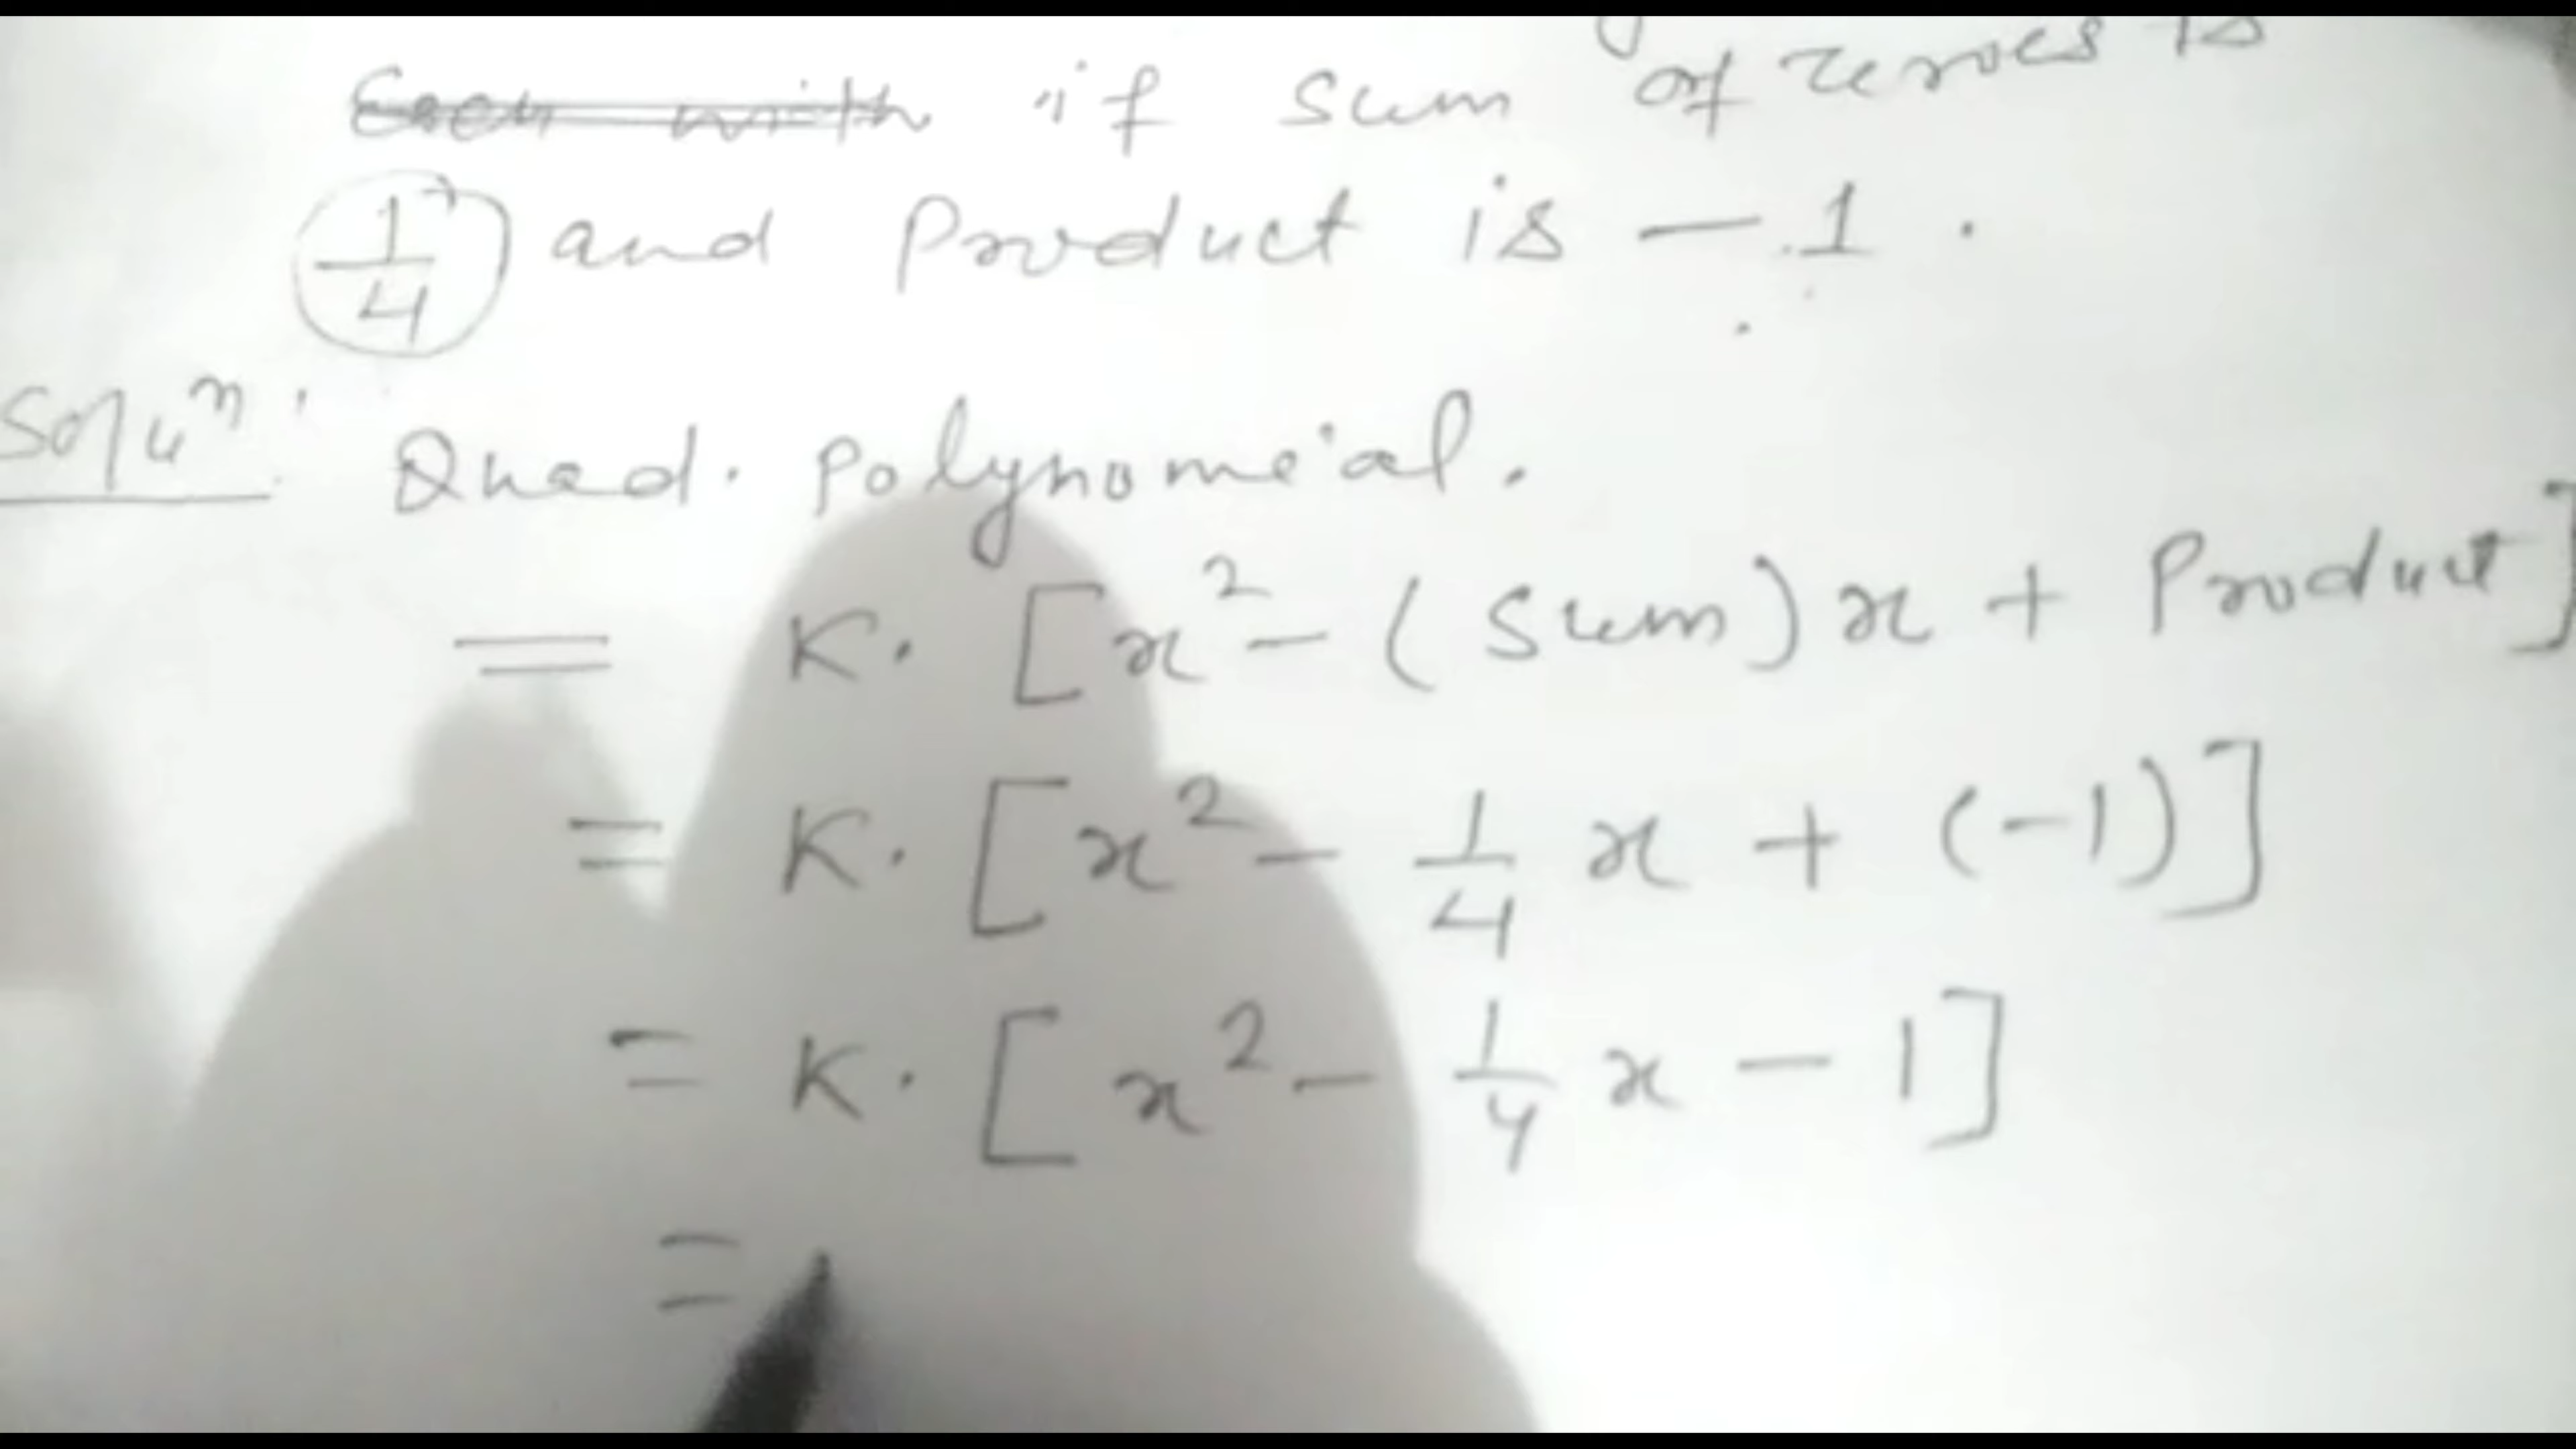 if sum of zeroes is
1/4 and Product is - 1 .
Soluⁿ. Quad. Polynomial.
= K. [x² - (Sum)x + Product]
= K. [x² - 1/4 x + (-1)]
= K. [x² - 1/4 x - 1]
=